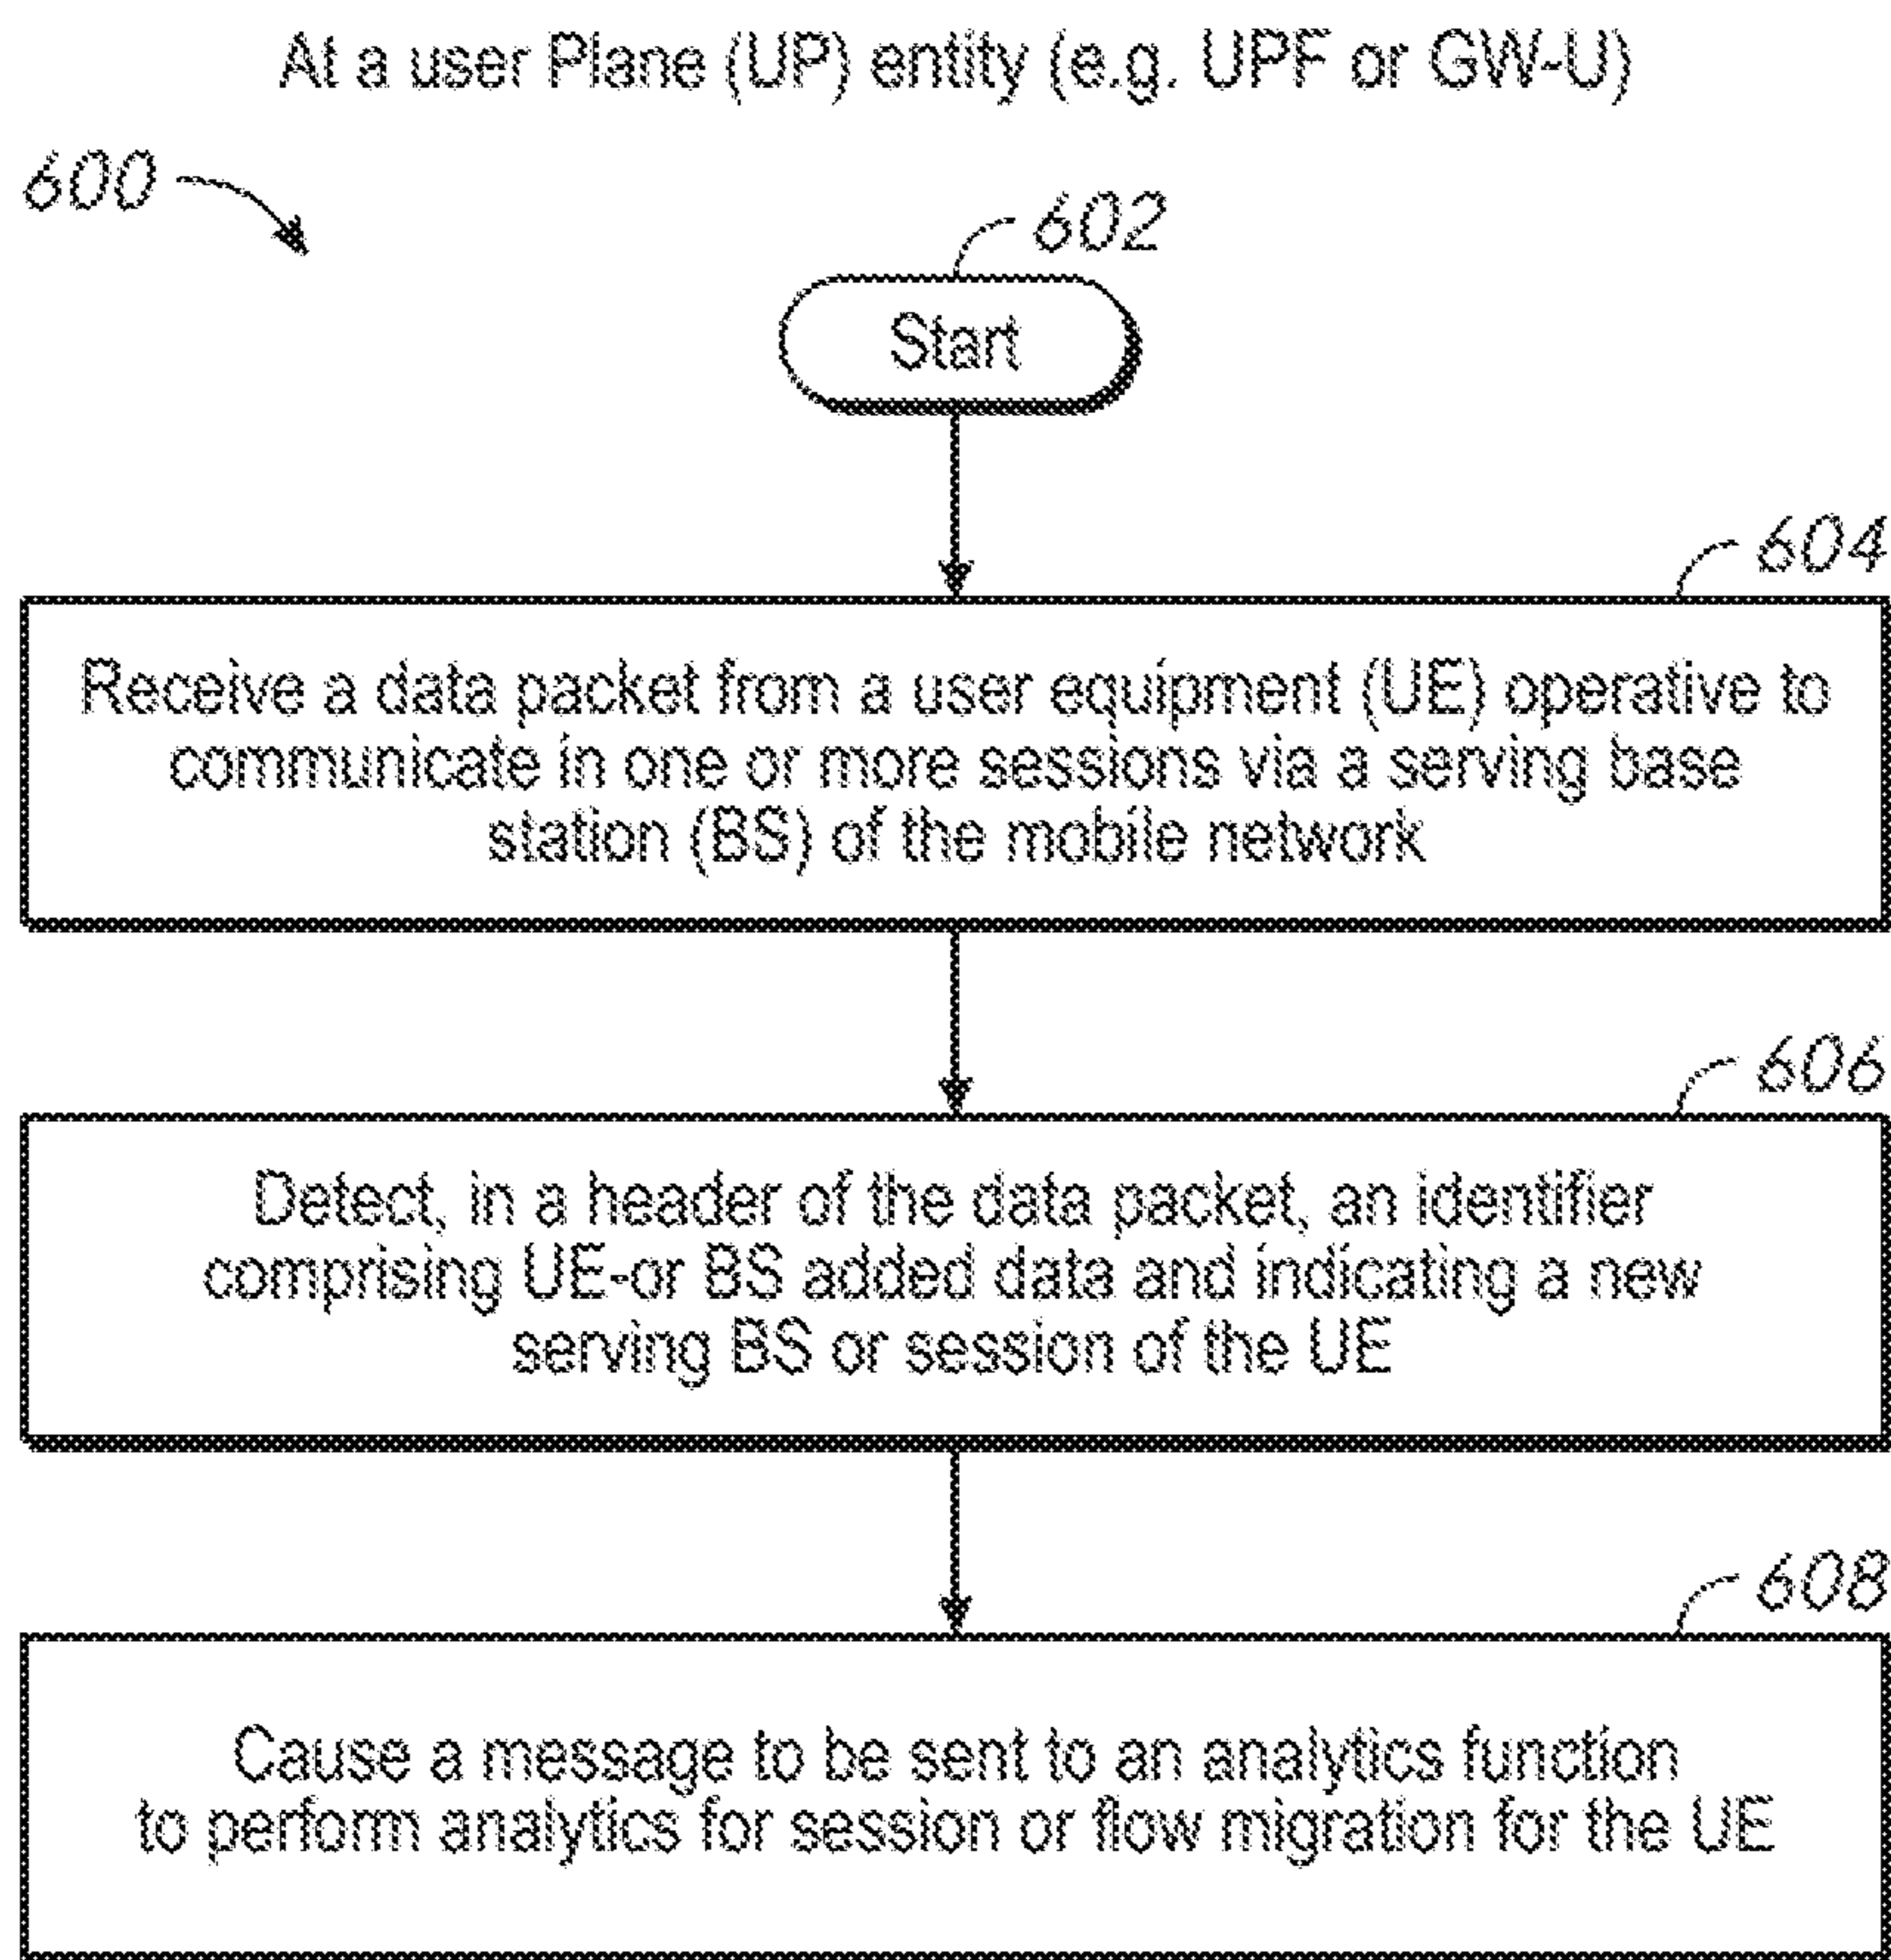 At a user Plane (UP) entity (e.g. UPF or GW-U)
600
602
Start
604
Receive a data packet from a user equipment (UE) operative to
communicate in one or more sessions via a serving base
station (BS) of the mobile network
606
Detect, in a header of the data packet, an identifier
comprising UE-or BS added data and indicating a new
serving BS or session of the UE
608
Cause a message to be sent to an analytics function
to perform analytics for session or flow migration for the UE